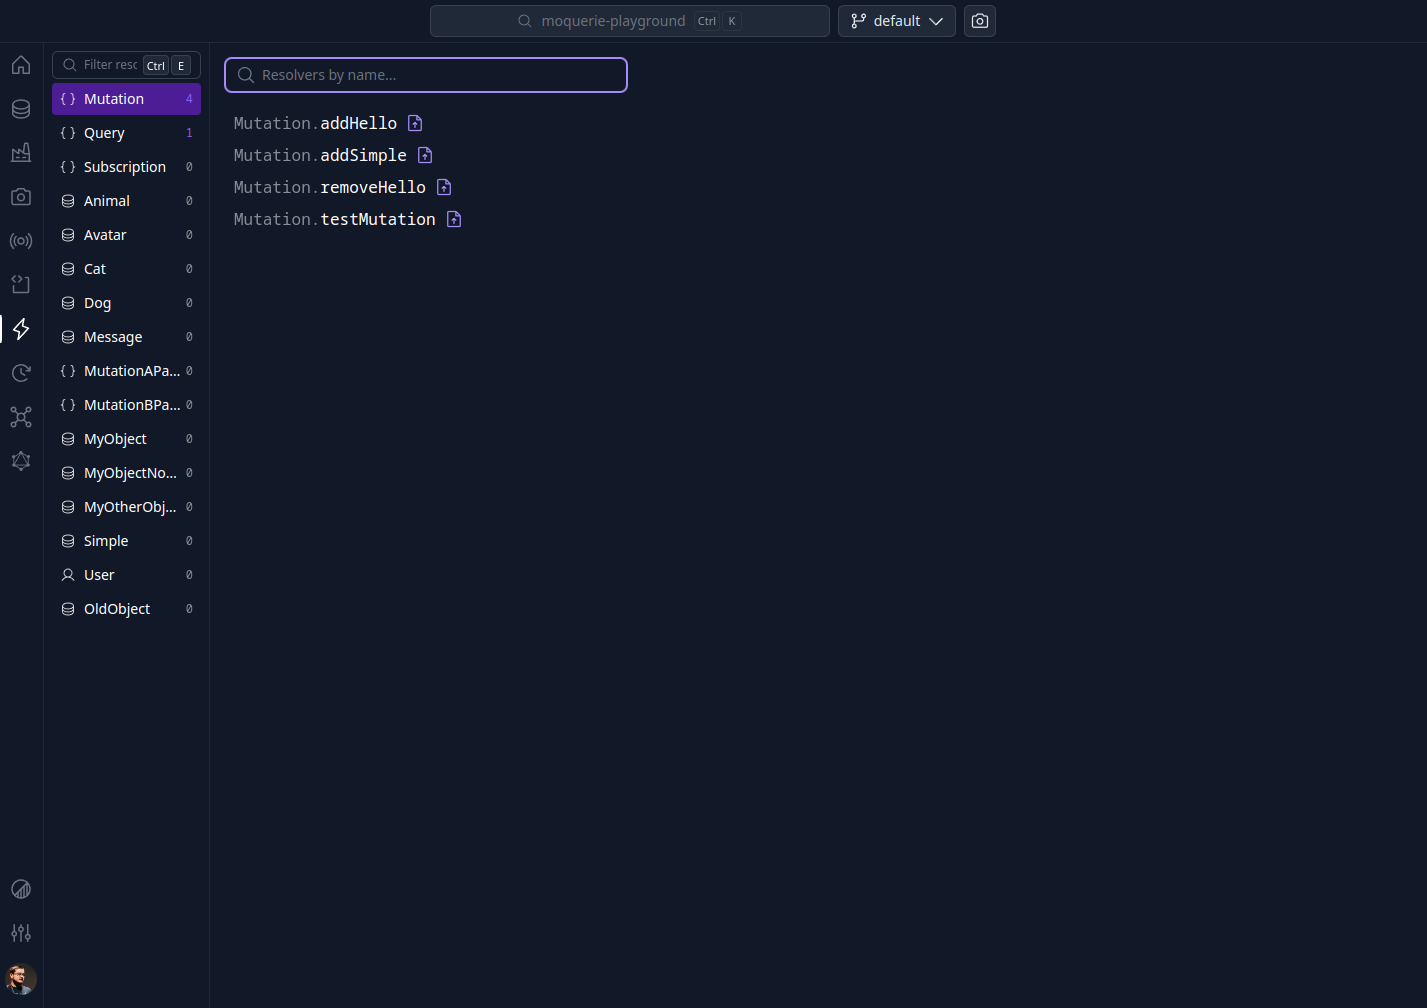 moquerie-playground Ctrl K
default
Filter resc Ctrl E
Mutation 4
Query 1
Subscription 0
Animal 0
Avatar 0
Cat 0
Dog 0
Message 0
MutationAPa... 0
MutationBPa... 0
MyObject 0
MyObjectNo... 0
MyOtherObj... 0
Simple 0
User 0
OldObject 0
Resolvers by name...
Mutation.addHello
Mutation.addSimple
Mutation.removeHello
Mutation.testMutation